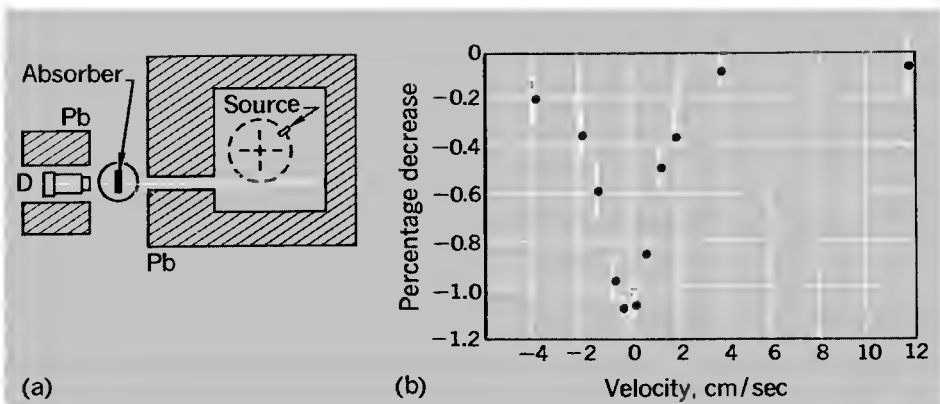 Absorber
Source
Pb
D
Pb
(a)
Percentage decrease
0
−0.2
−0.4
−0.6
−0.8
−1.0
−1.2
−4 −2 0 2 4 6 8 10 12
Velocity, cm/sec
(b)